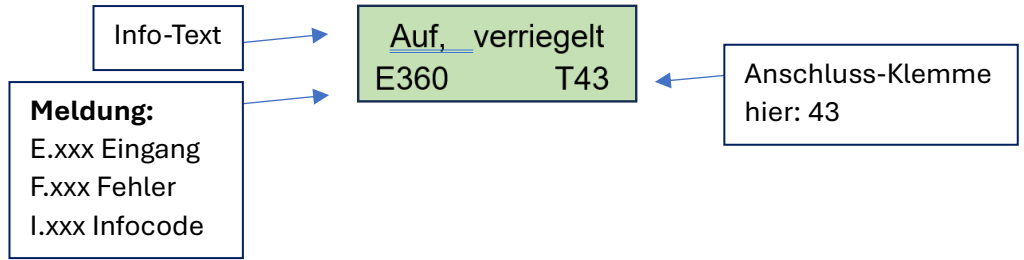 Info-Text
Auf,  verriegelt
E360 T43
Meldung:
E.xxx Eingang
F.xxx Fehler
I.xxx Infocode
Anschluss-Klemme
hier: 43